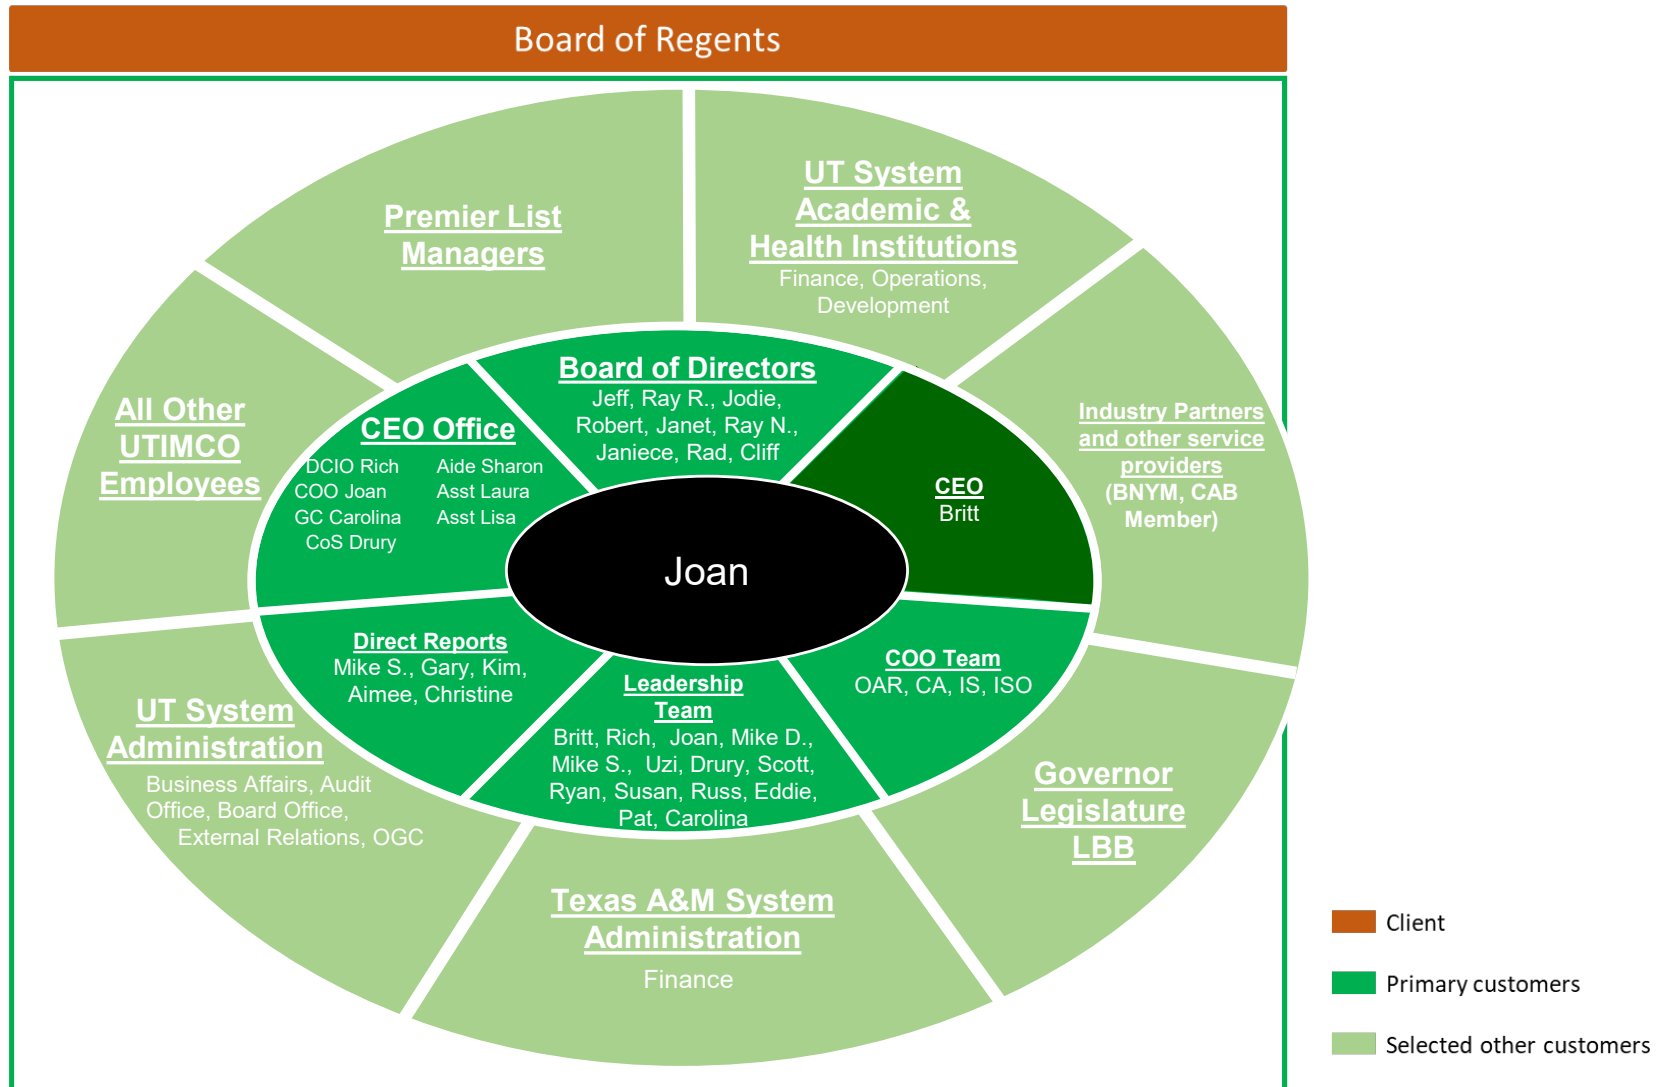 Board of Regents
Premier List
Managers
UT System
Academic &
Health Institutions
Finance, Operations,
Development
All Other
UTIMCO
Employees
CEO Office
DCIO Rich
COO Joan
GC Carolina
CoS Drury
Aide Sharon
Asst Laura
Asst Lisa
Board of Directors
Jeff, Ray R., Jodie,
Robert, Janet, Ray N.,
Janiece, Rad, Cliff
CEO
Britt
Industry Partners
and other service
providers
(BNYM, CAB
Member)
Joan
Direct Reports
Mike S., Gary, Kim,
Aimee, Christine
Leadership
Team
Britt, Rich, Joan, Mike D.,
Mike S., Uzi, Drury, Scott,
Ryan, Susan, Russ, Eddie,
Pat, Carolina
COO Team
OAR, CA, IS, ISO
UT System
Administration
Business Affairs, Audit
Office, Board Office,
External Relations, OGC
Texas A&M System
Administration
Finance
Governor
Legislature
LBB
Client
Primary customers
Selected other customers